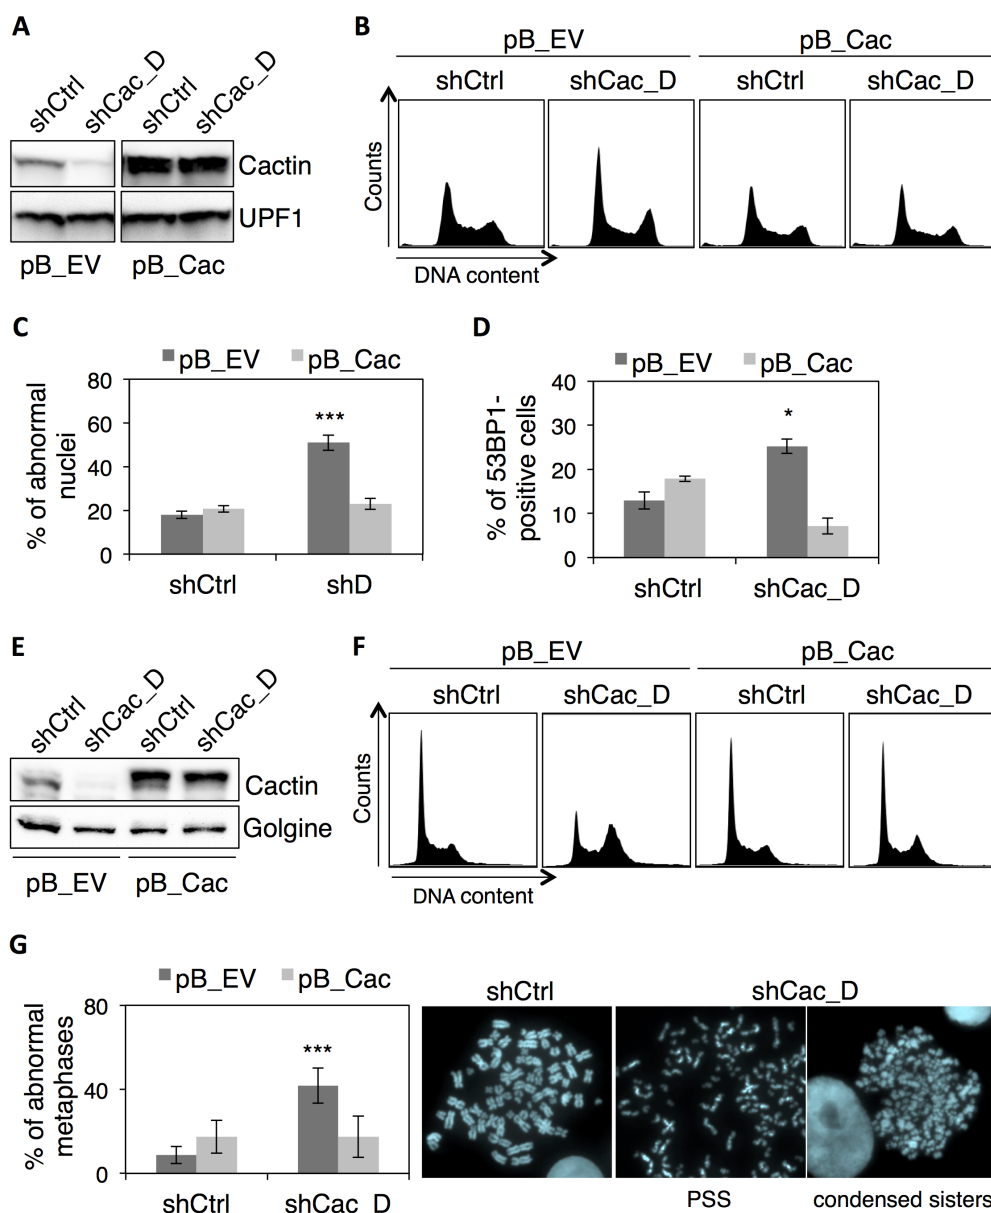 A
shCtrl
shCac_D
shCtrl
shCac_D
Cactin
UPF1
pB_EV
pB_Cac
B
pB_EV
pB_Cac
shCtrl
shCac_D
shCtrl
shCac_D
Counts
DNA content
C
pB_EV
pB_Cac
% of abnormal
nuclei
80
60
40
20
0
***
shCtrl
shD
D
pB_EV
pB_Cac
% of 53BP1-
positive cells
40
30
20
10
0
*
shCtrl
shCac_D
E
shCtrl
shCac_D
shCtrl
shCac_D
Cactin
Golgine
pB_EV
pB_Cac
F
pB_EV
pB_Cac
shCtrl
shCac_D
shCtrl
shCac_D
Counts
DNA content
G
pB_EV
pB_Cac
% of abnormal
metaphases
80
40
0
***
shCtrl
shCac D
shCtrl
shCac_D
PSS
condensed sisters